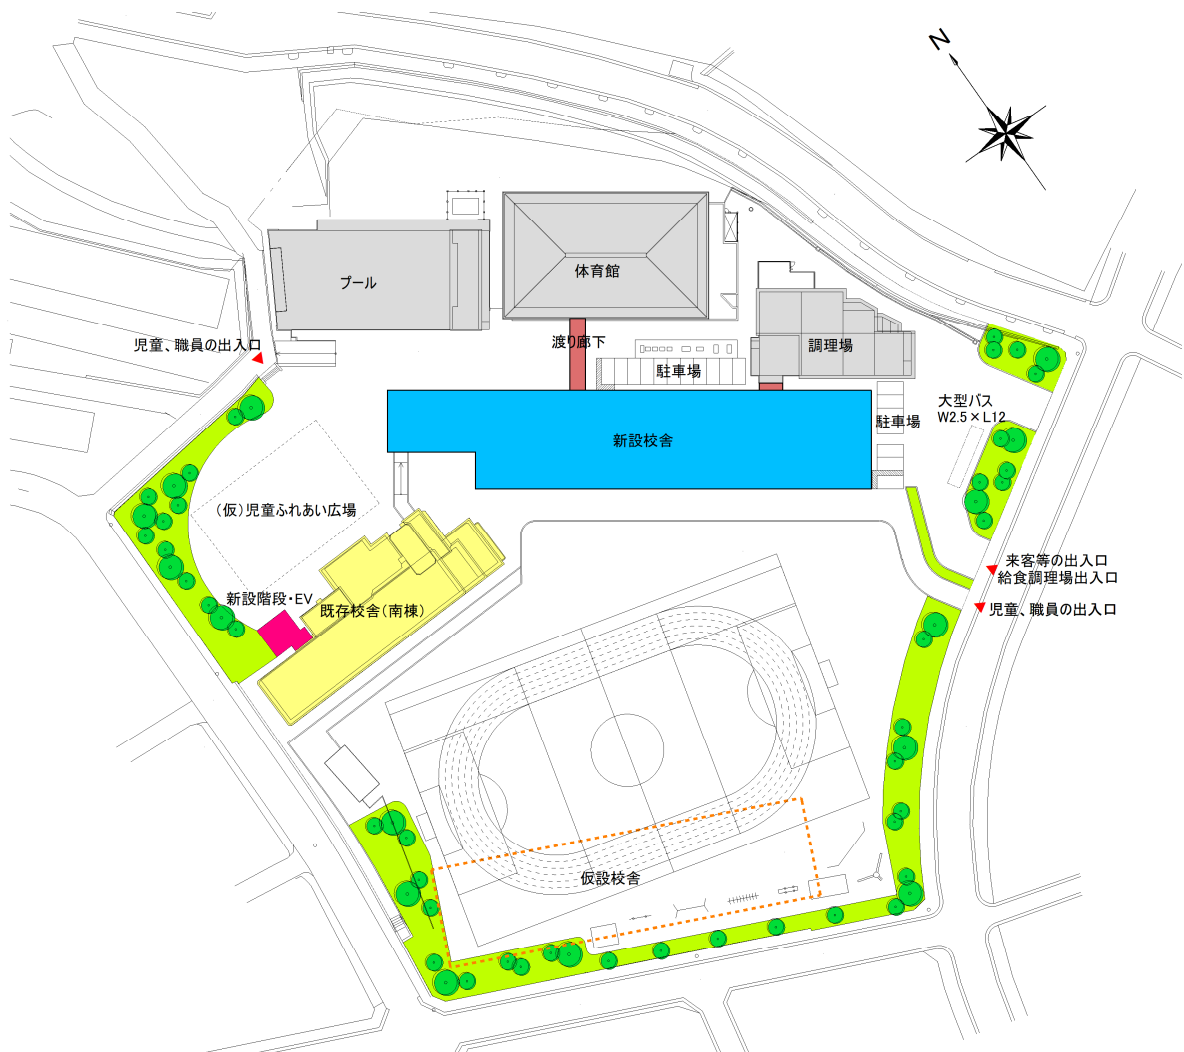 N
体育館
プール
渡り廊下
児童、職員の出入口
調理場
駐車場
大型バス
W2.5×L12
駐車場
新設校舎
(仮)児童ふれあい広場
来客等の出入口
給食調理場出入口
新設階段・EV
既存校舎(南棟)
児童、職員の出入口
仮設校舎